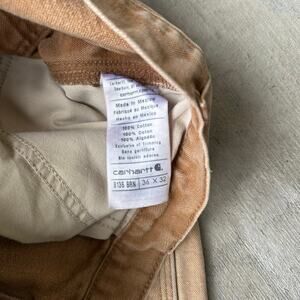 Made in Mexico
Fabriqué au Mexique
Hecho en Mexico
100% Cotton
100% Coton
100% Algodón
Exclusive of Trimming
Sans garniture
Sin incluir adornos
carhartt
B136 BRN 34 X 32